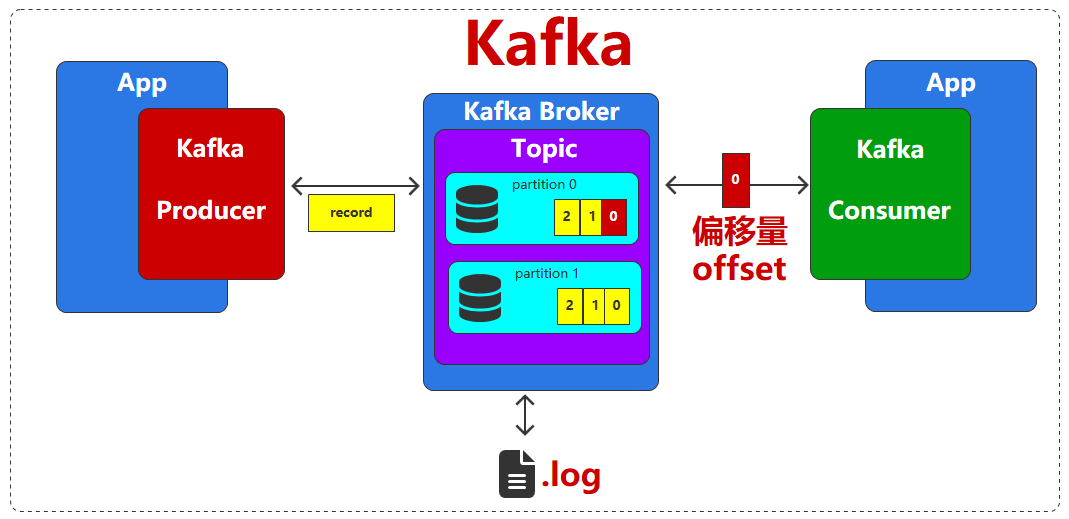 Kafka
App
Kafka
Producer
record
Kafka Broker
Topic
partition 0
2 1 0
partition 1
2 1 0
0
偏移量
offset
App
Kafka
Consumer
.log